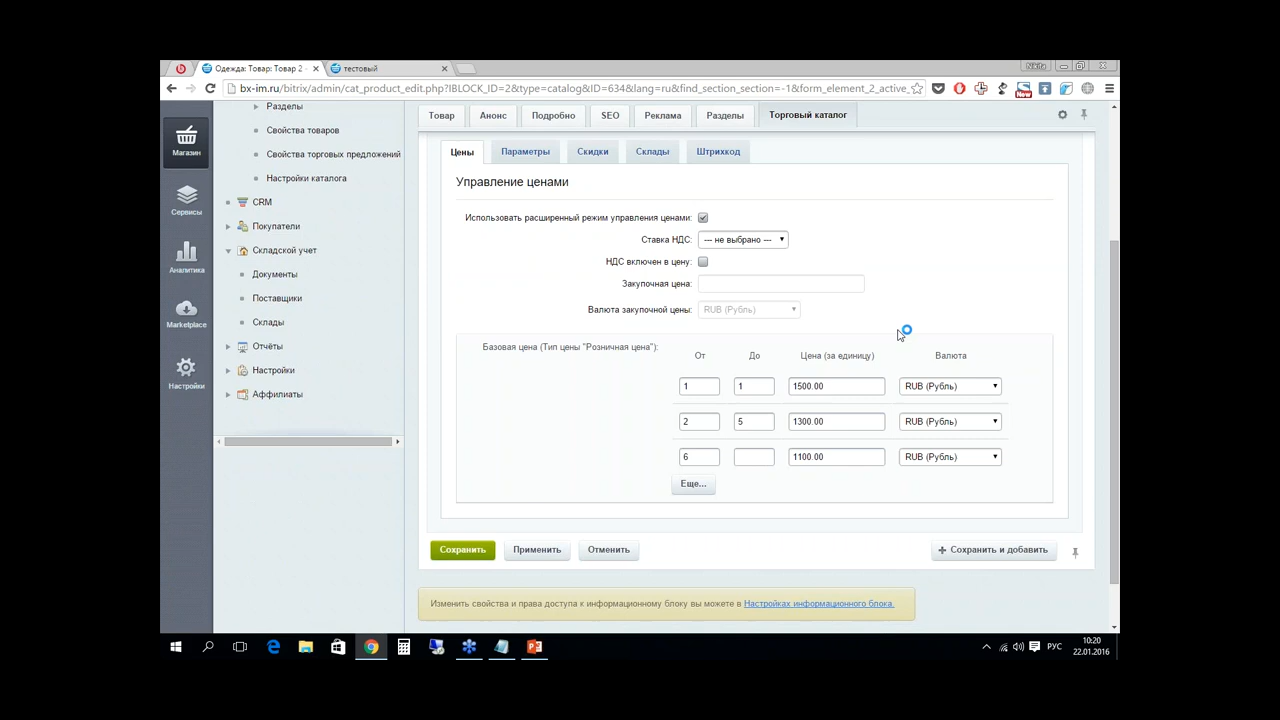 Одежда: Товар: Товар 2 -
тестовый
Nikita
bx-im.ru/bitrix/admin/cat_product_edit.php?IBLOCK_ID=2&type=catalog&ID=634&lang=ru&find_section_section=-1&form_element_2_active_
New
Магазин
Сервисы
Аналитика
Marketplace
Настройки
Разделы
Свойства товаров
Свойства торговых предложений
Настройки каталога
CRM
Покупатели
Складской учет
Документы
Поставщики
Склады
Отчёты
Настройки
Аффилиаты
Товар Анонс Подробно SEO Реклама Разделы Торговый каталог
Цены Параметры Скидки Склады Штрихкод
Управление ценами
Использовать расширенный режим управления ценами:
Ставка НДС: --- не выбрано ---
НДС включен в цену:
Закупочная цена:
Валюта закупочной цены: RUB (Рубль)
Базовая цена (Тип цены "Розничная цена"):
От До Цена (за единицу) Валюта
1 1 1500.00 RUB (Рубль)
2 5 1300.00 RUB (Рубль)
6 1100.00 RUB (Рубль)
Еще...
Сохранить Применить Отменить + Сохранить и добавить
Изменить свойства и права доступа к информационному блоку вы можете в Настройках информационного блока.
РУС
10:20
22.01.2016